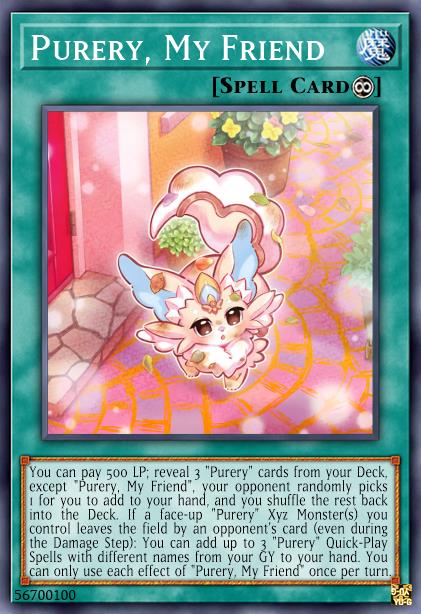 Purery, My Friend
[Spell Card]
You can pay 500 LP; reveal 3 "Purery" cards from your Deck,
except "Purery, My Friend", your opponent randomly picks
1 for you to add to your hand, and you shuffle the rest back
into the Deck. If a face-up "Purery" Xyz Monster(s) you
control leaves the field by an opponent's card (even during
the Damage Step): You can add up to 3 "Purery" Quick-Play
Spells with different names from your GY to your hand. You
can only use each effect of "Purery, My Friend" once per turn.
56700100